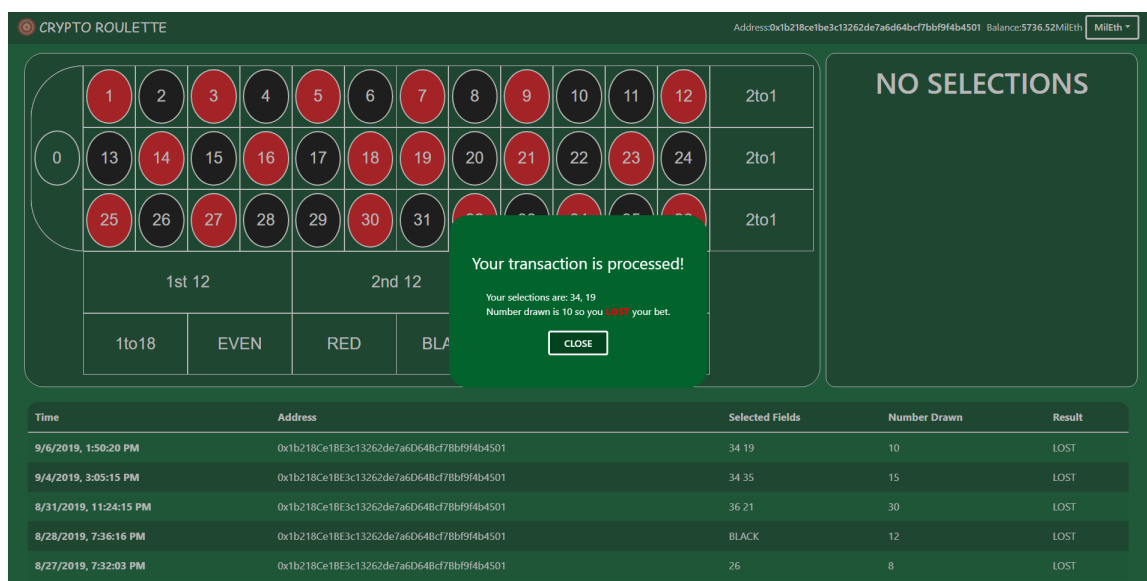 CRYPTO ROULETTE
Address:0x1b218ce1be3c13262de7a6d64bcf7bbf9f4b4501 Balance:5736.52MilEth MilEth
1 2 3 4 5 6 7 8 9 10 11 12 2to1
0 13 14 15 16 17 18 19 20 21 22 23 24 2to1
25 26 27 28 29 30 31 2to1
1st 12 2nd 12
1to18 EVEN RED
NO SELECTIONS
Your transaction is processed!
Your selections are: 34, 19
Number drawn is 10 so you LOST your bet.
CLOSE
Time Address Selected Fields Number Drawn Result
9/6/2019, 1:50:20 PM 0x1b218Ce1BE3c13262de7a6D64Bcf7Bbf9f4b4501 34 19 10 LOST
9/4/2019, 3:05:15 PM 0x1b218Ce1BE3c13262de7a6D64Bcf7Bbf9f4b4501 34 35 15 LOST
8/31/2019, 11:24:15 PM 0x1b218Ce1BE3c13262de7a6D64Bcf7Bbf9f4b4501 36 21 30 LOST
8/28/2019, 7:36:16 PM 0x1b218Ce1BE3c13262de7a6D64Bcf7Bbf9f4b4501 BLACK 12 LOST
8/27/2019, 7:32:03 PM 0x1b218Ce1BE3c13262de7a6D64Bcf7Bbf9f4b4501 26 8 LOST